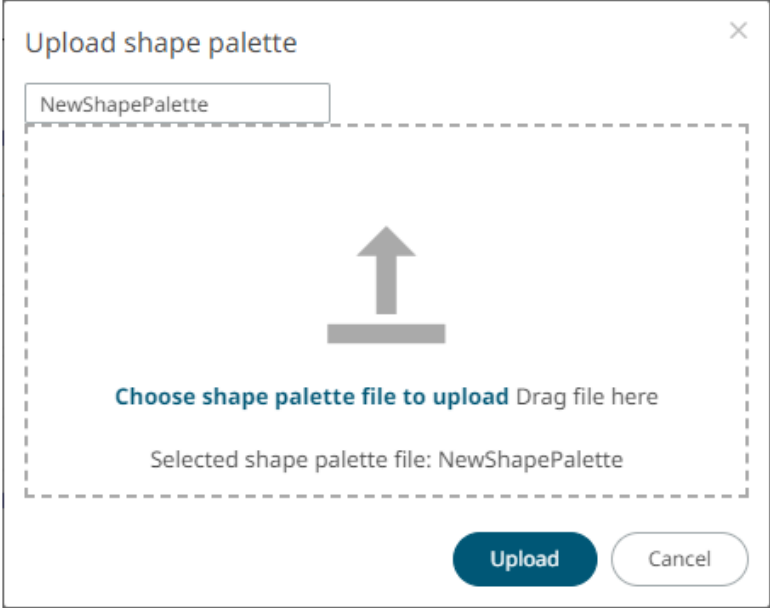 Upload shape palette
NewShapePalette
Choose shape palette file to upload Drag file here
Selected shape palette file: NewShapePalette
Upload Cancel